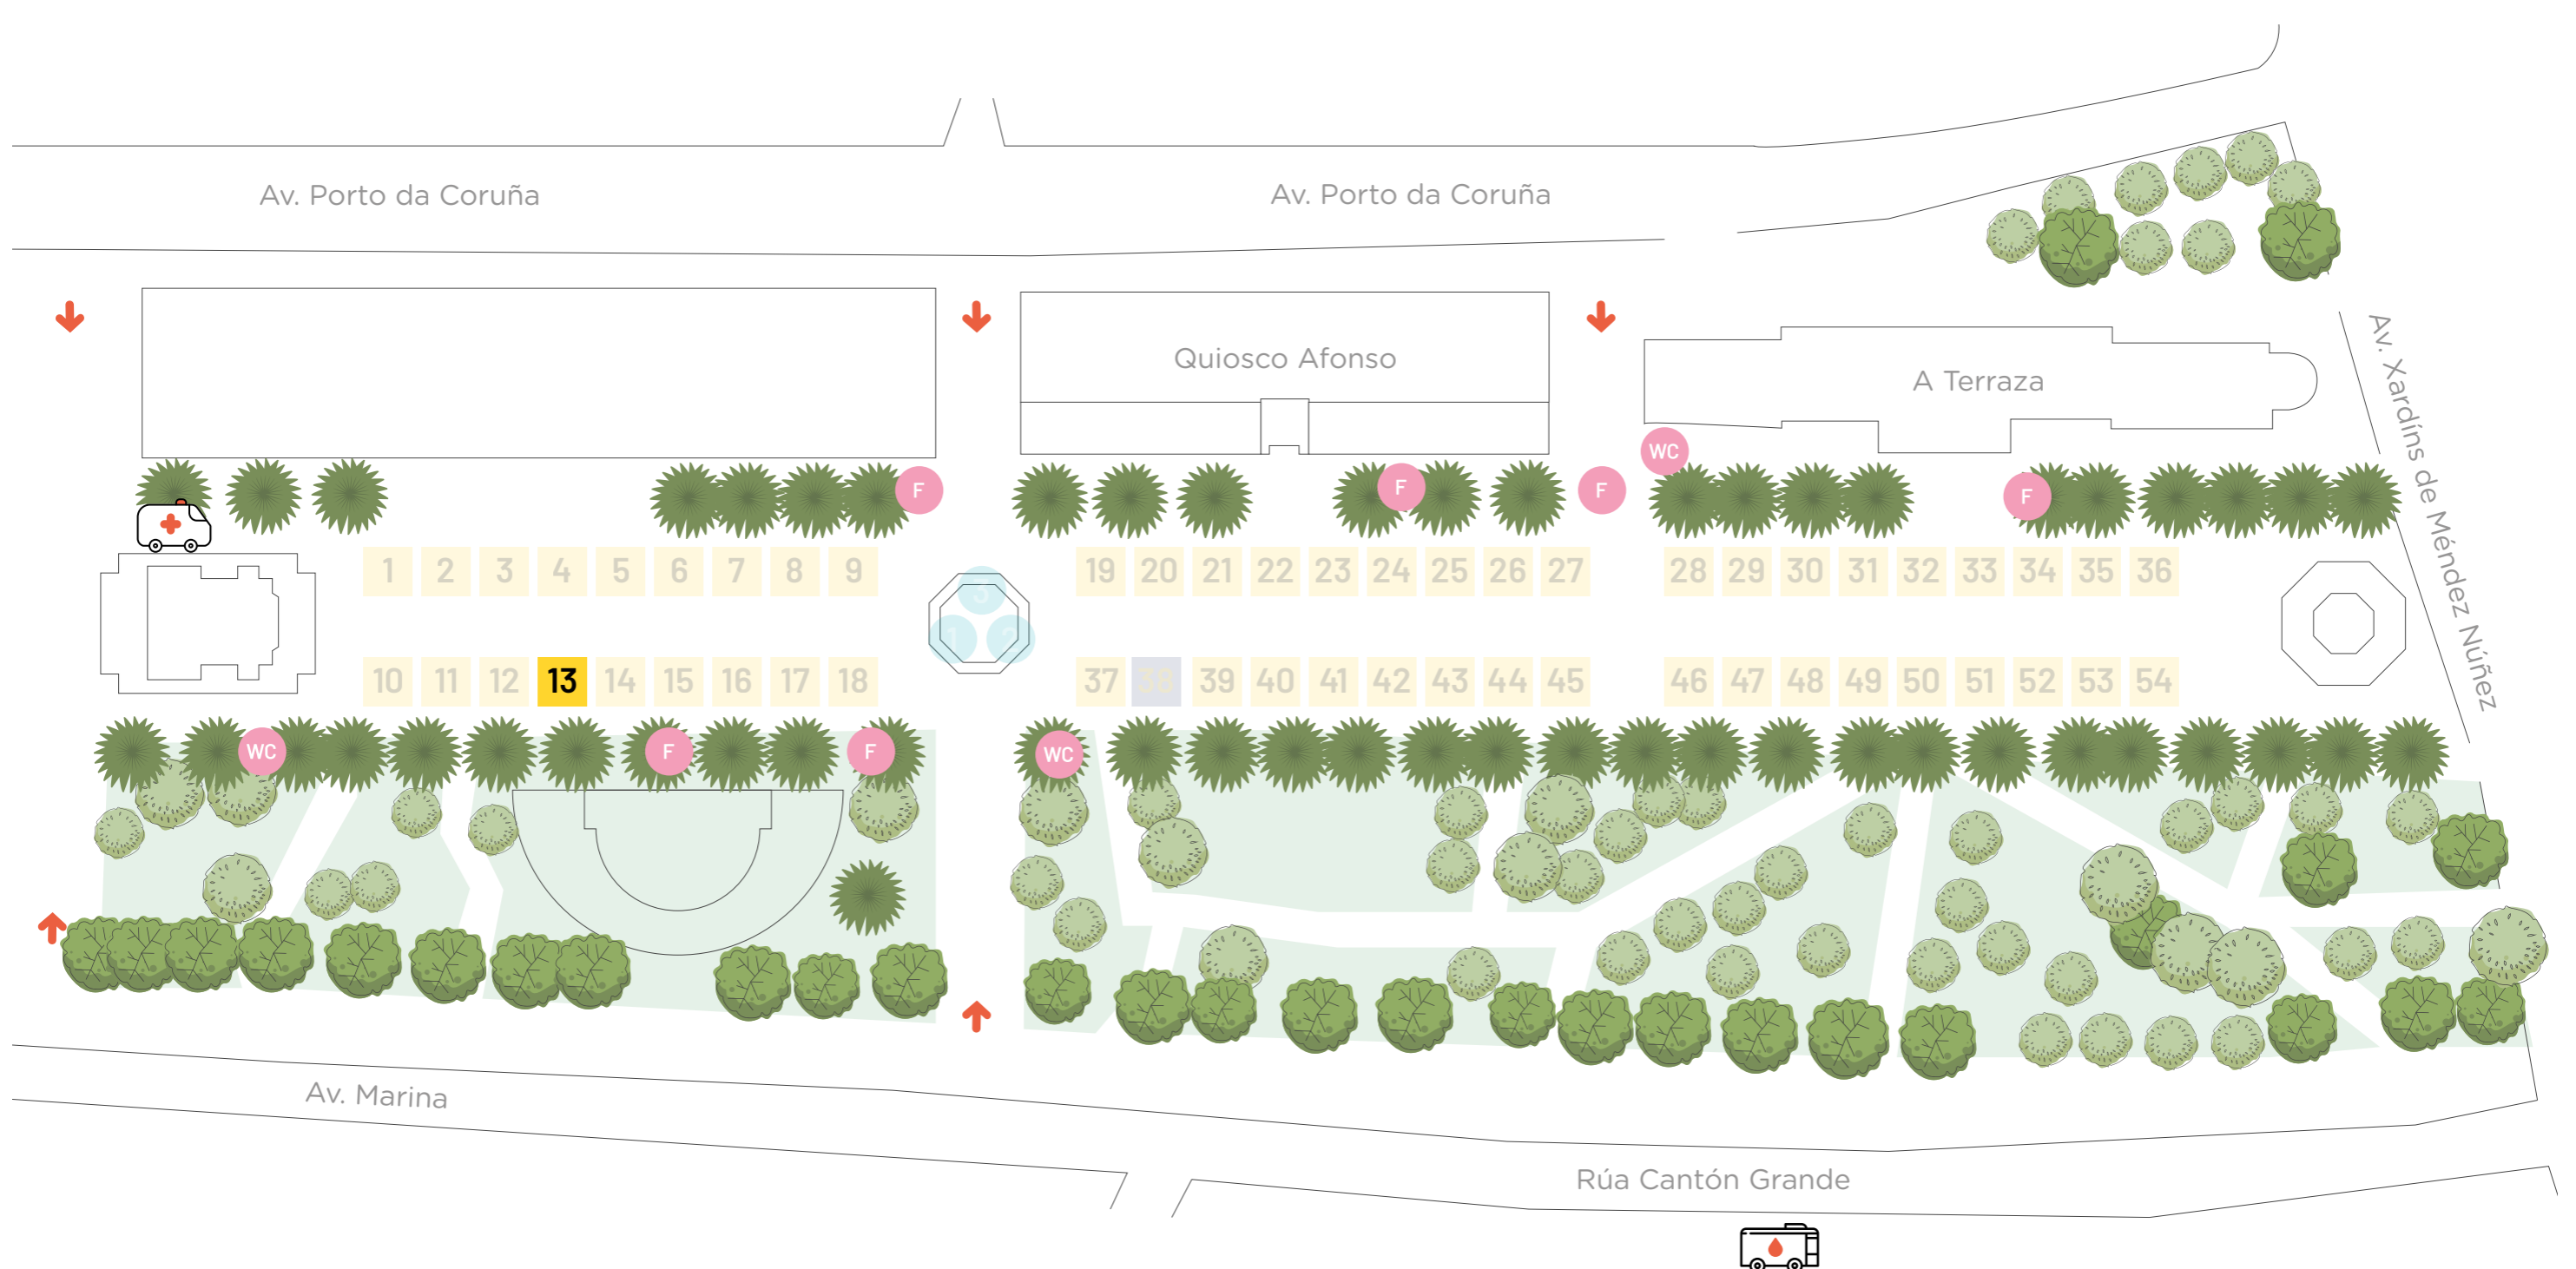 Av. Porto da Coruña
Av. Porto da Coruña
Quiosco Afonso
A Terraza
Av. Xardíns de Méndez Núñez
WC
F
F
F
F
1 2 3 4 5 6 7 8 9
19 20 21 22 23 24 25 26 27
28 29 30 31 32 33 34 35 36
3
1 2
10 11 12 13 14 15 16 17 18
37 38 39 40 41 42 43 44 45
46 47 48 49 50 51 52 53 54
WC
F
F
WC
Av. Marina
Rúa Cantón Grande